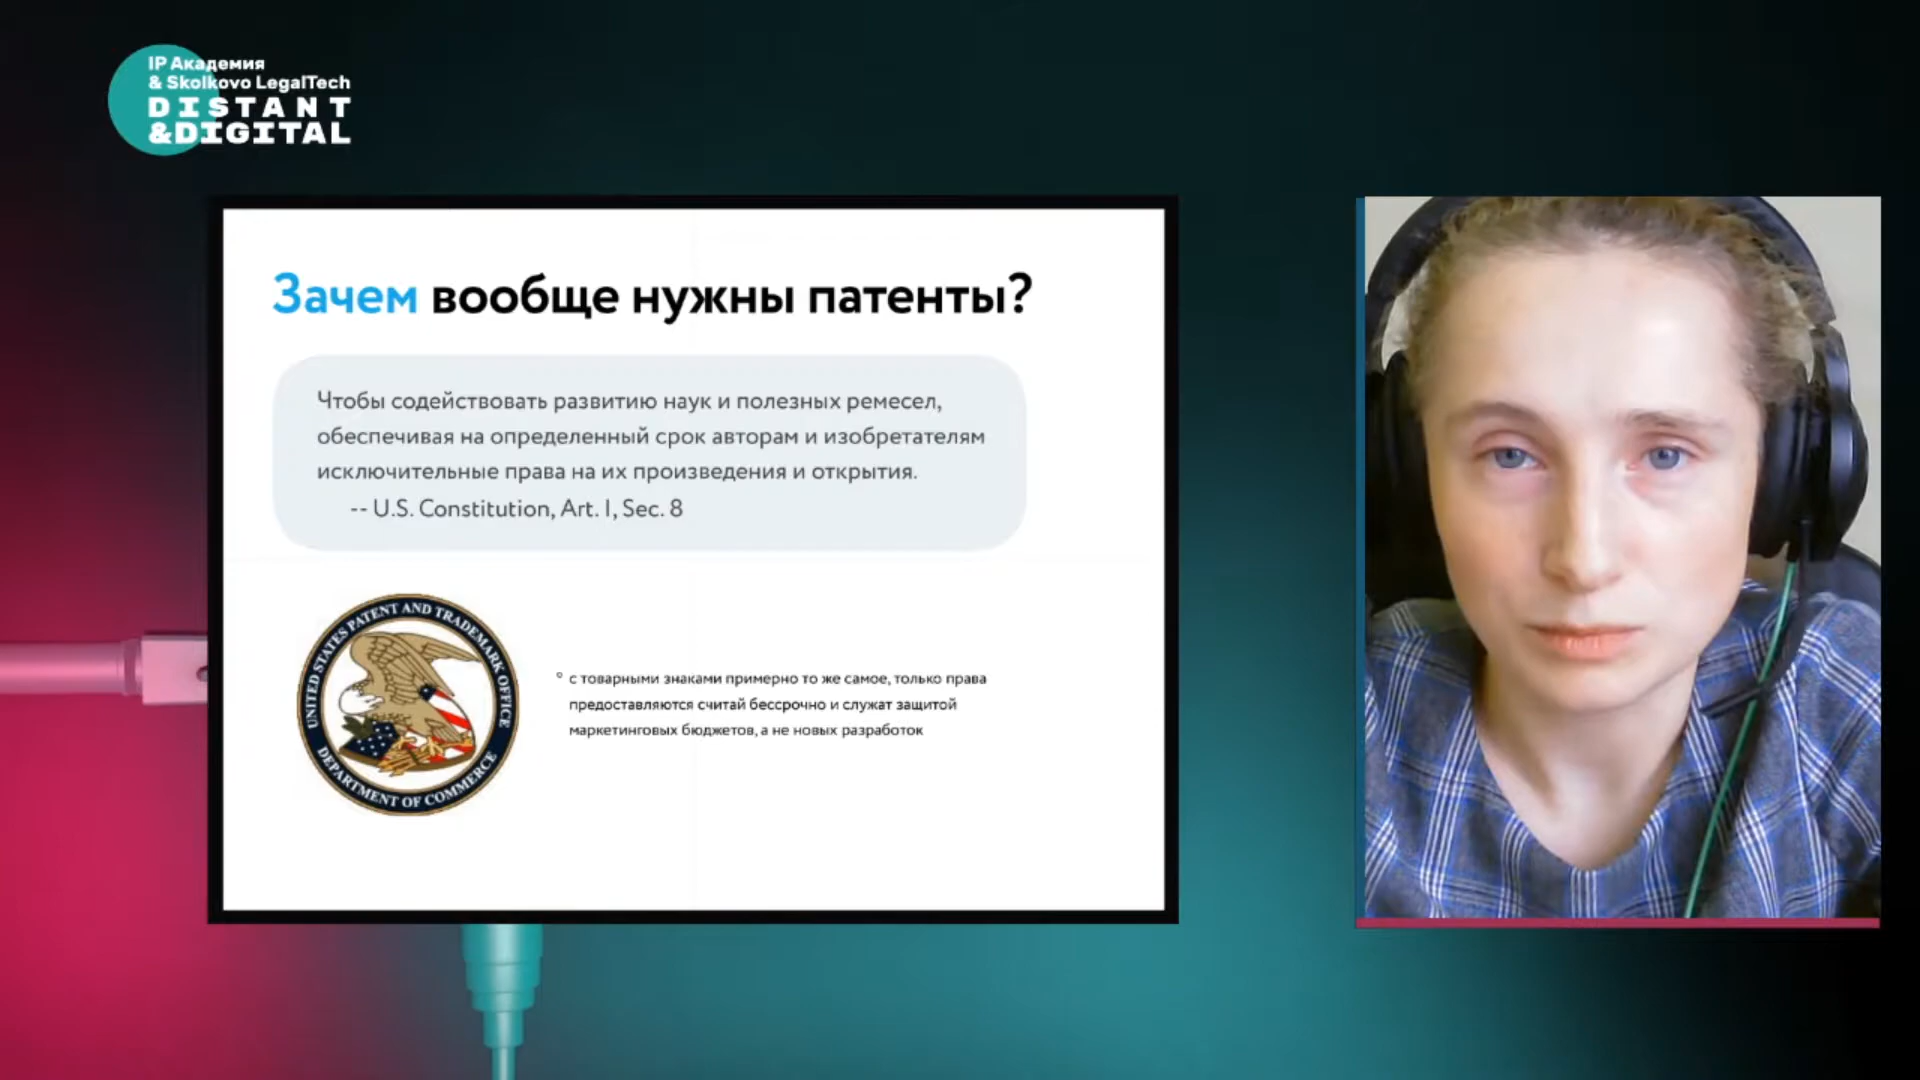 IP Академия
& Skolkovo LegalTech
DISTANT
&DIGITAL
Зачем вообще нужны патенты?
Чтобы содействовать развитию наук и полезных ремесел,
обеспечивая на определенный срок авторам и изобретателям
исключительные права на их произведения и открытия.
-- U.S. Constitution, Art. I, Sec. 8
UNITED STATES PATENT AND TRADEMARK OFFICE
DEPARTMENT OF COMMERCE
° с товарными знаками примерно то же самое, только права
предоставляются считай бессрочно и служат защитой
маркетинговых бюджетов, а не новых разработок